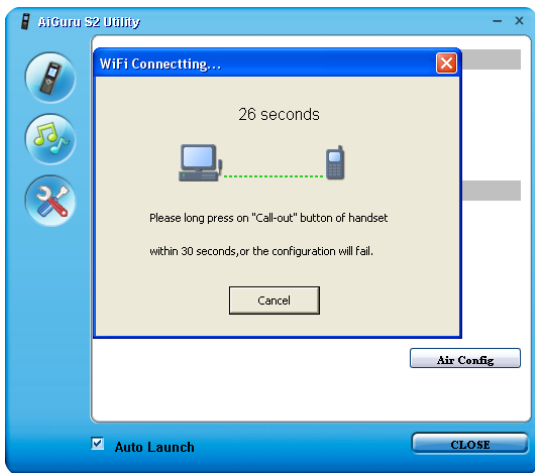 AiGuru S2 Utility
WiFi Connectting...
26 seconds
Please long press on "Call-out" button of handset
within 30 seconds,or the configuration will fail.
Cancel
Air Config
Auto Launch
CLOSE